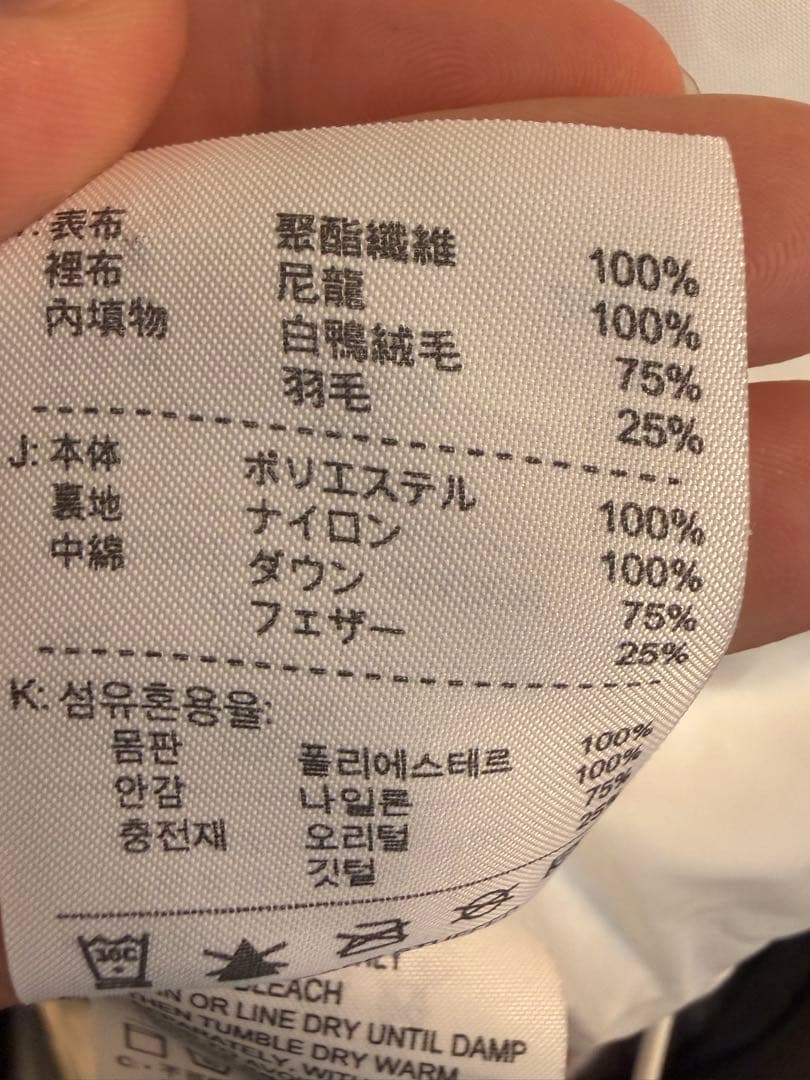 表布 聚酯纖維 100%
裡布 尼龍 100%
內填物 白鴨絨毛 75%
羽毛 25%
J: 本体 ポリエステル 100%
裏地 ナイロン 100%
中綿 ダウン 75%
フェザー 25%
K: 섬유혼용율:
몸판 폴리에스테르 100%
안감 나일론 100%
충전재 오리털 75%
깃털
30C
BLEACH
OR LINE DRY UNTIL DAMP
THEN TUMBLE DRY WARM